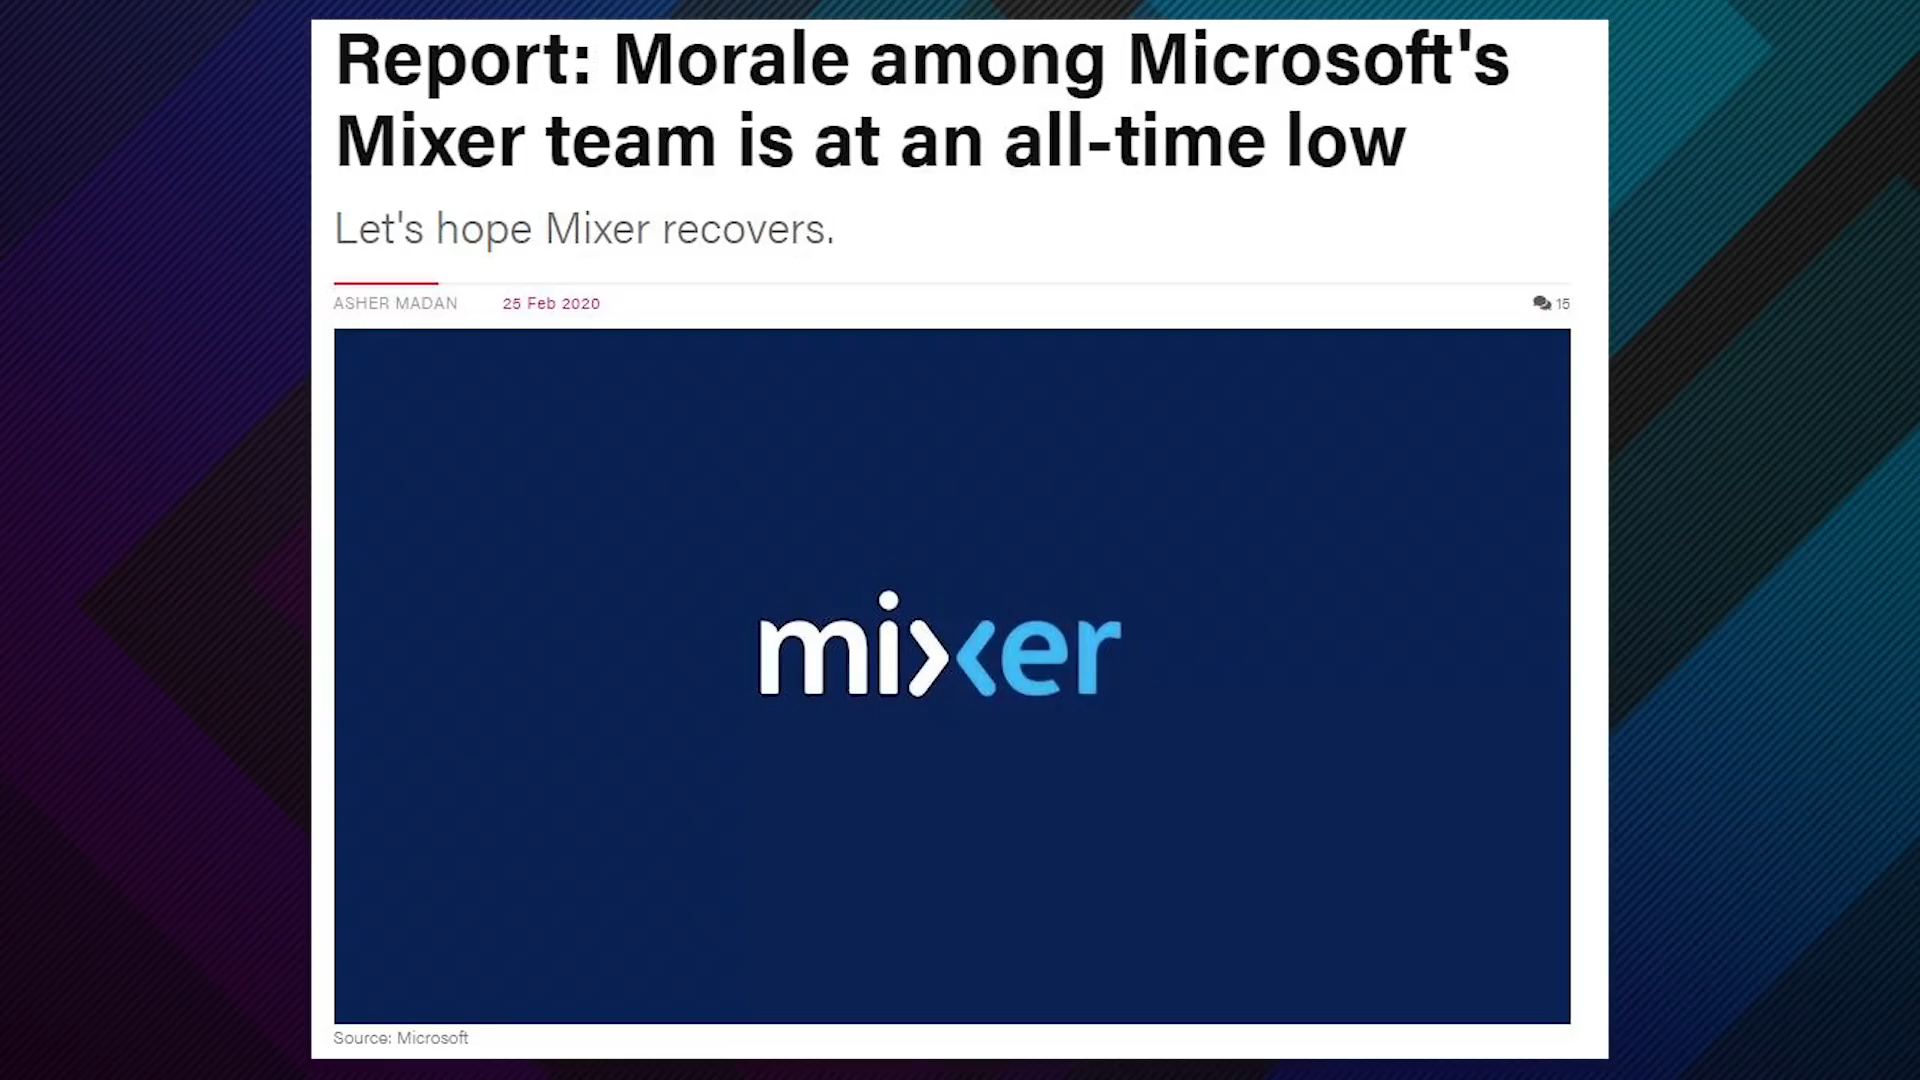 Report: Morale among Microsoft's
Mixer team is at an all-time low
Let's hope Mixer recovers.
ASHER MADAN 25 Feb 2020 15
mixer
Source: Microsoft